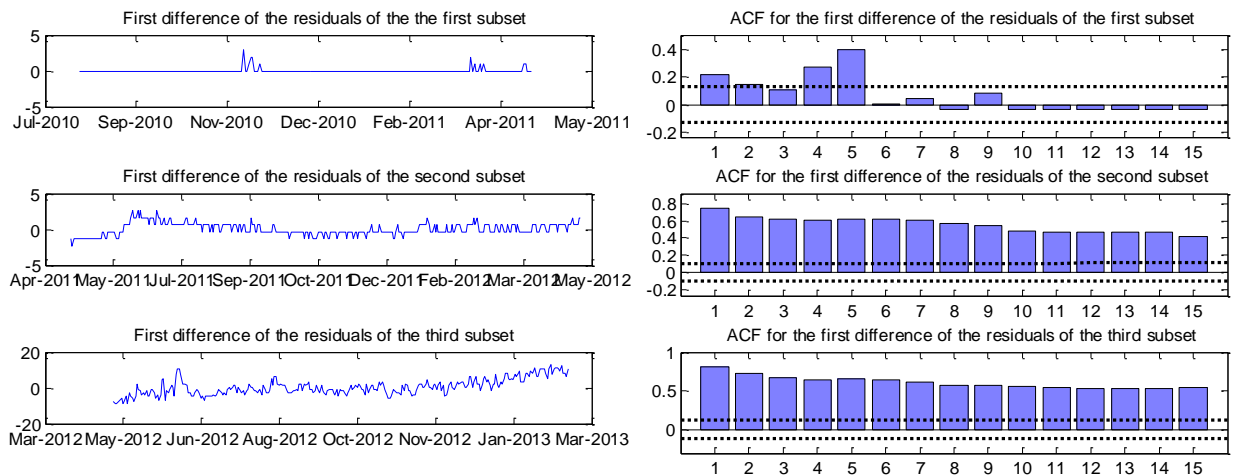 First difference of the residuals of the the first subset
5
0
-5
Jul-2010 Sep-2010 Nov-2010 Dec-2010 Feb-2011 Apr-2011 May-2011
ACF for the first difference of the residuals of the first subset
0.4
0.2
0
-0.2
1 2 3 4 5 6 7 8 9 10 11 12 13 14 15
First difference of the residuals of the second subset
5
0
-5
Apr-2011 May-2011 Jul-2011 Sep-2011 Oct-2011 Dec-2011 Feb-2012 Mar-2012 May-2012
ACF for the first difference of the residuals of the second subset
0.8
0.6
0.4
0.2
0
-0.2
1 2 3 4 5 6 7 8 9 10 11 12 13 14 15
First difference of the residuals of the third subset
20
0
-20
Mar-2012 May-2012 Jun-2012 Aug-2012 Oct-2012 Nov-2012 Jan-2013 Mar-2013
ACF for the first difference of the residuals of the third subset
1
0.5
0
1 2 3 4 5 6 7 8 9 10 11 12 13 14 15